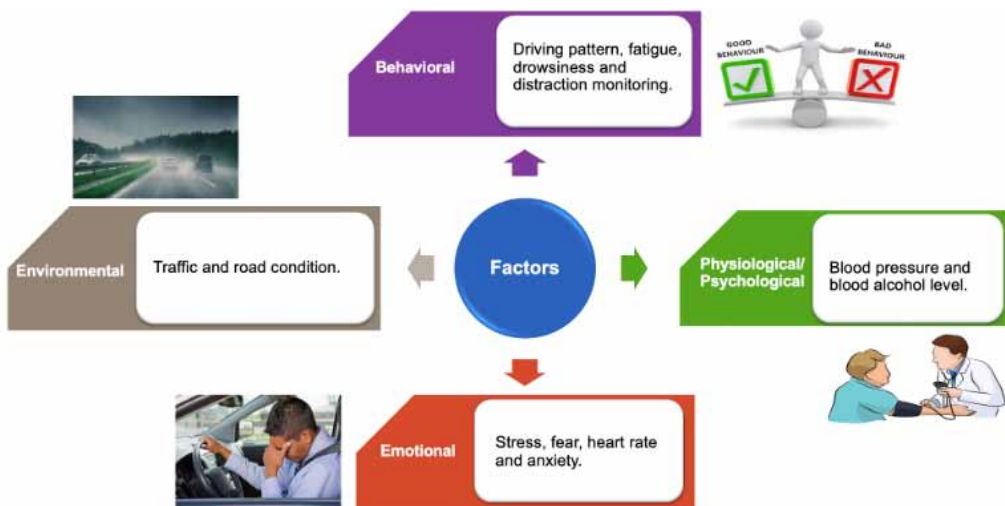 Behavioral
Driving pattern, fatigue,
drowsiness and
distraction monitoring.
GOOD
BEHAVIOUR
BAD
BEHAVIOUR
Environmental
Traffic and road condition.
Factors
Physiological/
Psychological
Blood pressure and
blood alcohol level.
Emotional
Stress, fear, heart rate
and anxiety.